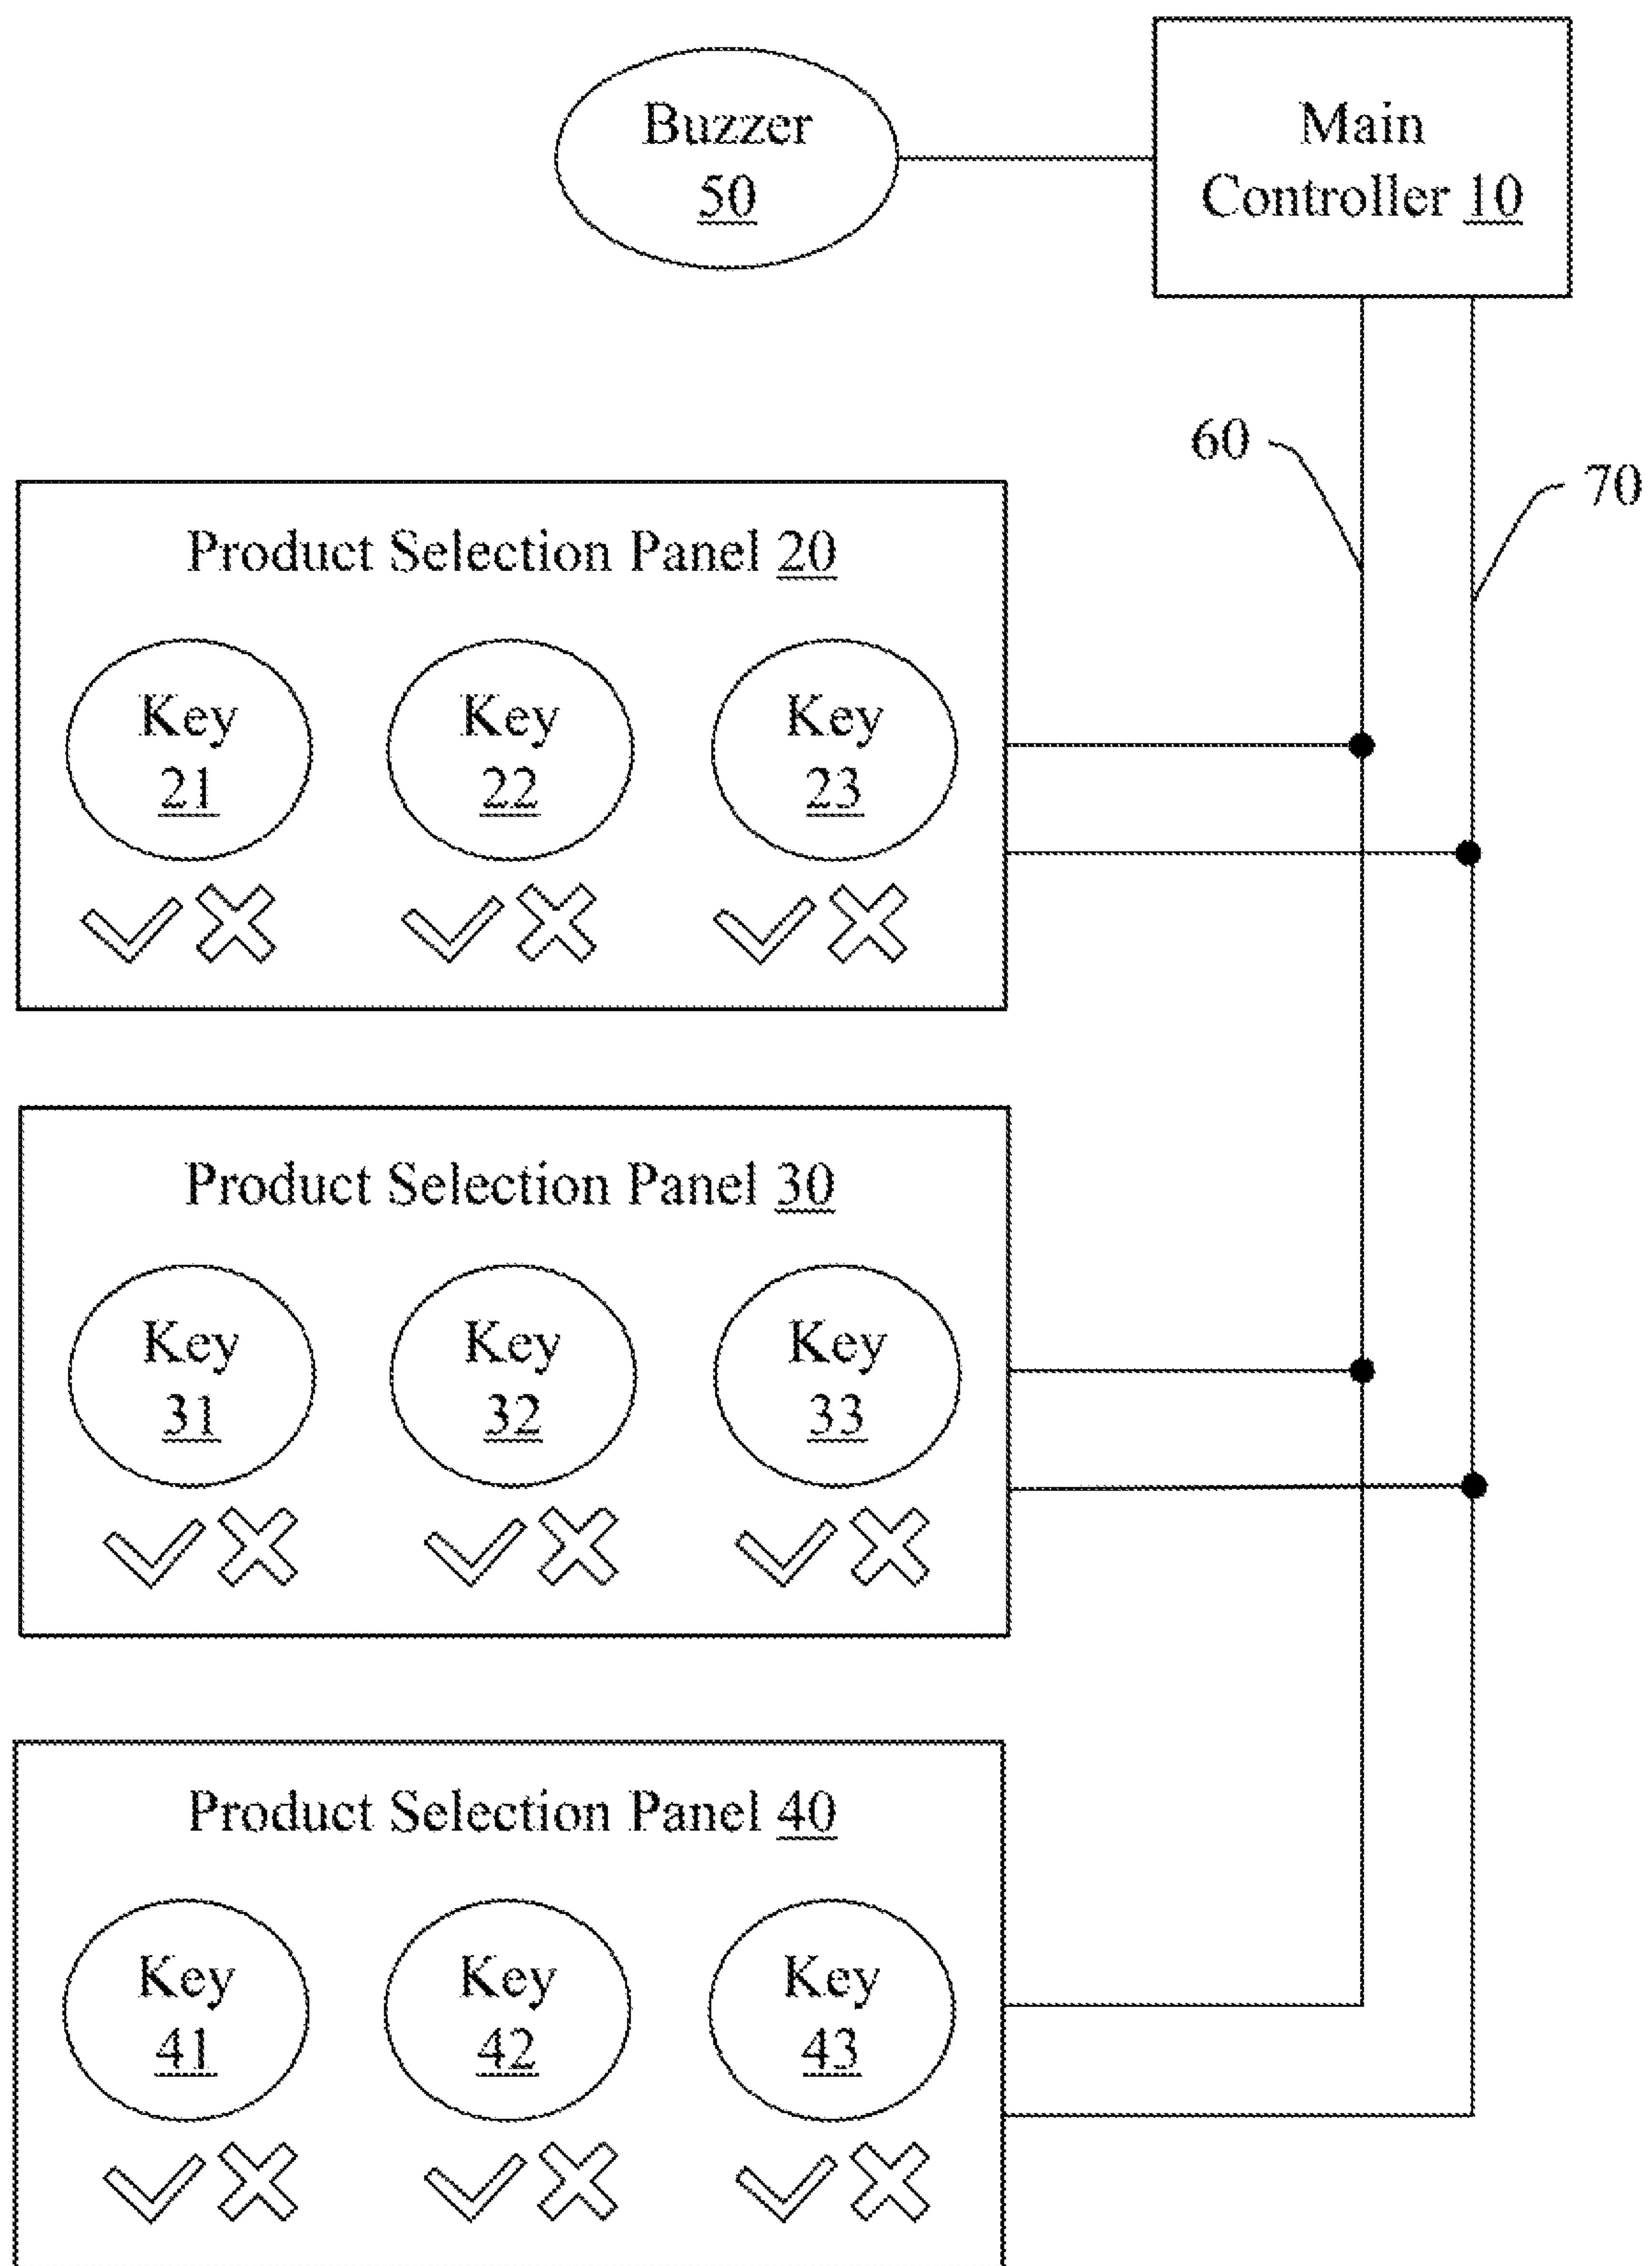 Buzzer
50
Main
Controller 10
60
70
Product Selection Panel 20
Key
21
Key
22
Key
23
Product Selection Panel 30
Key
31
Key
32
Key
33
Product Selection Panel 40
Key
41
Key
42
Key
43